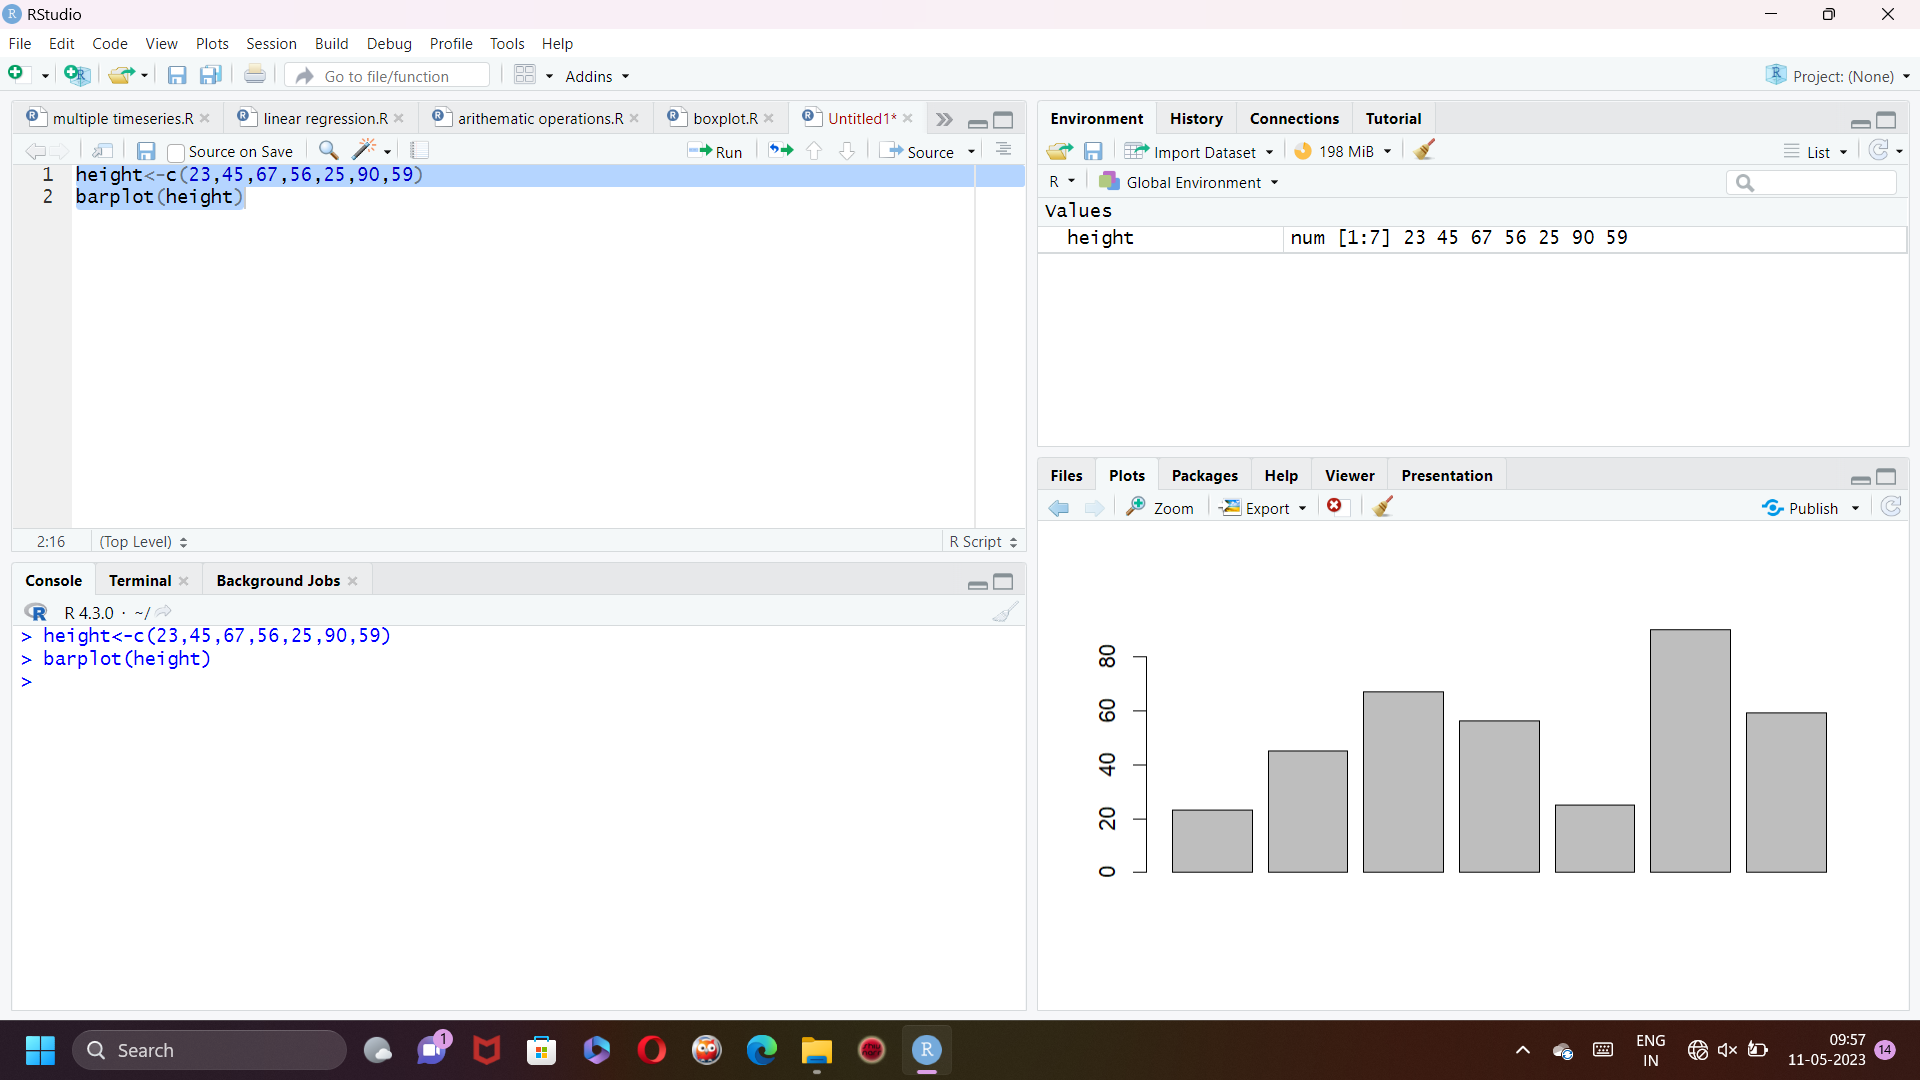 RStudio
File Edit Code View Plots Session Build Debug Profile Tools Help
Go to file/function Addins Project: (None)
multiple timeseries.R linear regression.R arithematic operations.R boxplot.R Untitled1*
Source on Save Run Source
1 height<-c(23,45,67,56,25,90,59)
2 barplot(height)
2:16 (Top Level) R Script
Console Terminal Background Jobs
R 4.3.0 · ~/
> height<-c(23,45,67,56,25,90,59)
> barplot(height)
>
Environment History Connections Tutorial
Import Dataset 198 MiB List
R Global Environment
Values
height num [1:7] 23 45 67 56 25 90 59
Files Plots Packages Help Viewer Presentation
Zoom Export Publish
80
60
40
20
0
Search
1
ENG
IN
09:57
11-05-2023
14